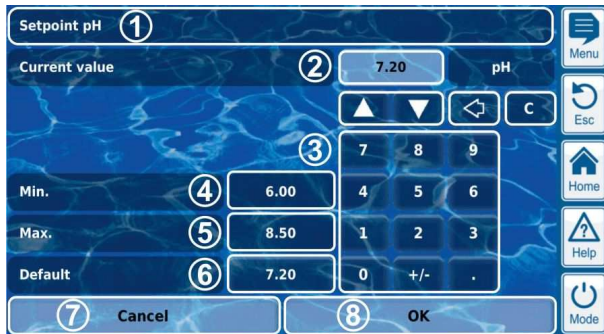 Setpoint pH 1
Menu
Current value 2 7.20 pH
C
Esc
3 7 8 9
Home
Min. 4 6.00 4 5 6
Max. 5 8.50 1 2 3
? Help
Default 6 7.20 0 +/- .
7 Cancel 8 OK
Mode